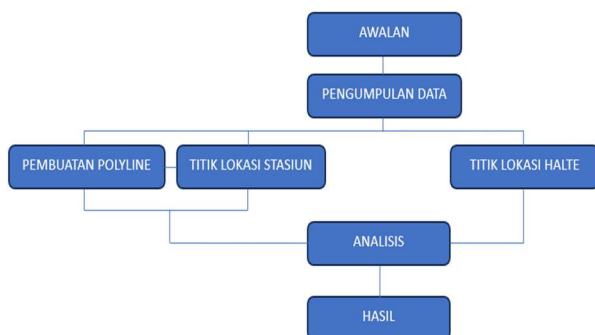 AWALAN
PENGUMPULAN DATA
PEMBUATAN POLYLINE
TITIK LOKASI STASIUN
TITIK LOKASI HALTE
ANALISIS
HASIL